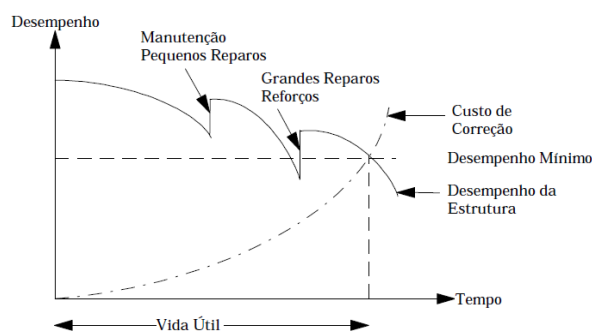 Desempenho
Manutenção
Pequenos Reparos
Grandes Reparos
Reforços
Custo de
Correção
Desempenho Mínimo
Desempenho da
Estrutura
Tempo
Vida Útil